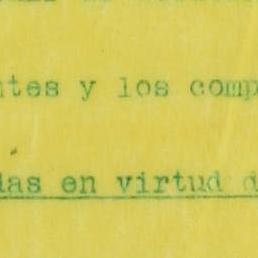 ntes y los comp
das en virtud d